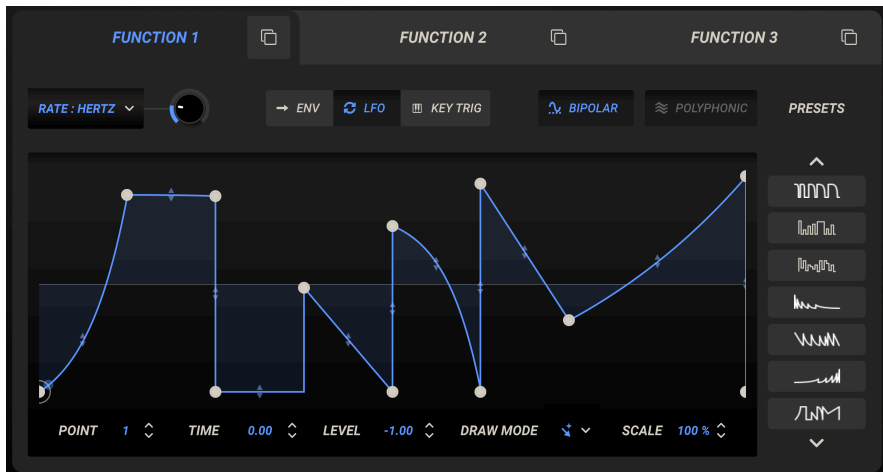 FUNCTION 1 FUNCTION 2 FUNCTION 3
RATE : HERTZ ENV LFO KEY TRIG BIPOLAR POLYPHONIC PRESETS
POINT 1 TIME 0.00 LEVEL -1.00 DRAW MODE SCALE 100 %